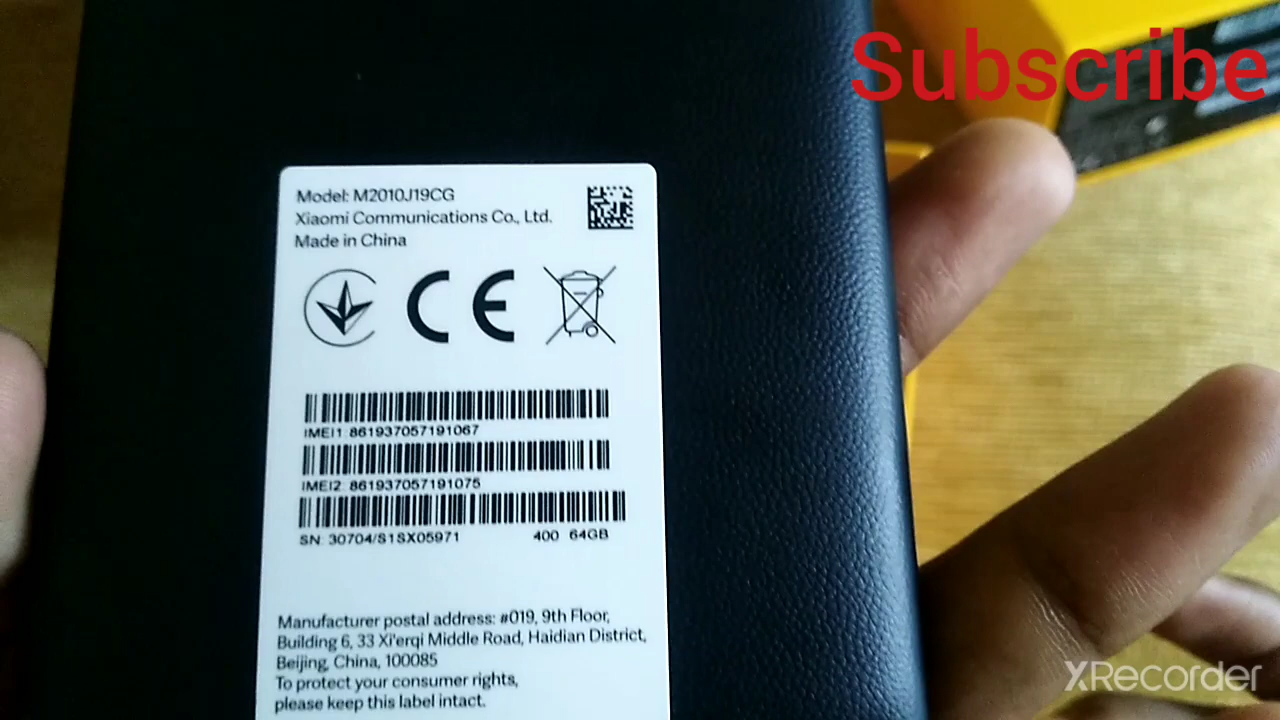 Subscribe
Model: M2010J19CG
Xiaomi Communications Co., Ltd.
Made in China
CE
IMEI1: 861937057191067
IMEI2: 861937057191075
SN: 30704/S1SX05971 400 64GB
Manufacturer postal address: #019, 9th Floor,
Building 6, 33 Xi'erqi Middle Road, Haidian District,
Beijing, China, 100085
To protect your consumer rights,
please keep this label intact.
XRecorder